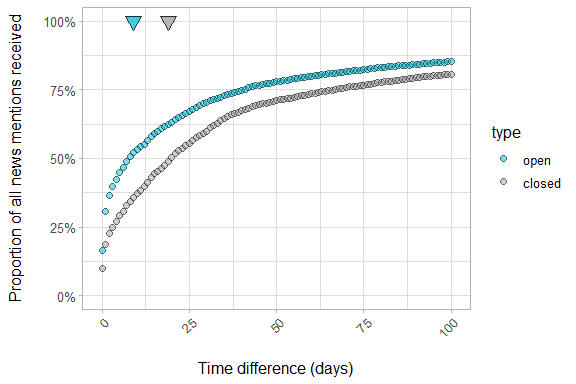 Proportion of all news mentions received
100%
75%
50%
25%
0%
0
25
50
75
100
Time difference (days)
type
open
closed